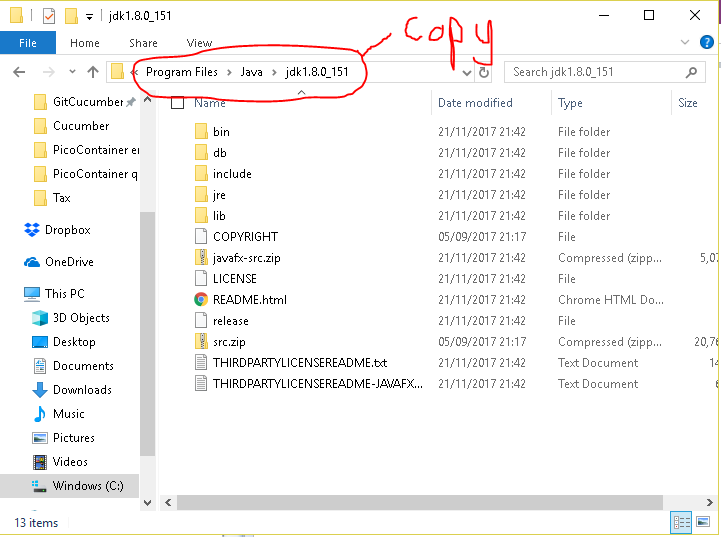 jdk1.8.0_151
copy
File Home Share View
« Program Files > Java > jdk1.8.0_151 Search jdk1.8.0_151
Name Date modified Type Size
GitCucumber
Cucumber
PicoContainer er
PicoContainer q
Tax
Dropbox
OneDrive
This PC
3D Objects
Desktop
Documents
Downloads
Music
Pictures
Videos
Windows (C:)
bin 21/11/2017 21:42 File folder
db 21/11/2017 21:42 File folder
include 21/11/2017 21:42 File folder
jre 21/11/2017 21:42 File folder
lib 21/11/2017 21:42 File folder
COPYRIGHT 05/09/2017 21:17 File
javafx-src.zip 21/11/2017 21:42 Compressed (zipp... 5,07
LICENSE 21/11/2017 21:42 File
README.html 21/11/2017 21:42 Chrome HTML Do...
release 21/11/2017 21:42 File
src.zip 05/09/2017 21:17 Compressed (zipp... 20,76
THIRDPARTYLICENSEREADME.txt 21/11/2017 21:42 Text Document 14
THIRDPARTYLICENSEREADME-JAVAFX... 21/11/2017 21:42 Text Document
13 items